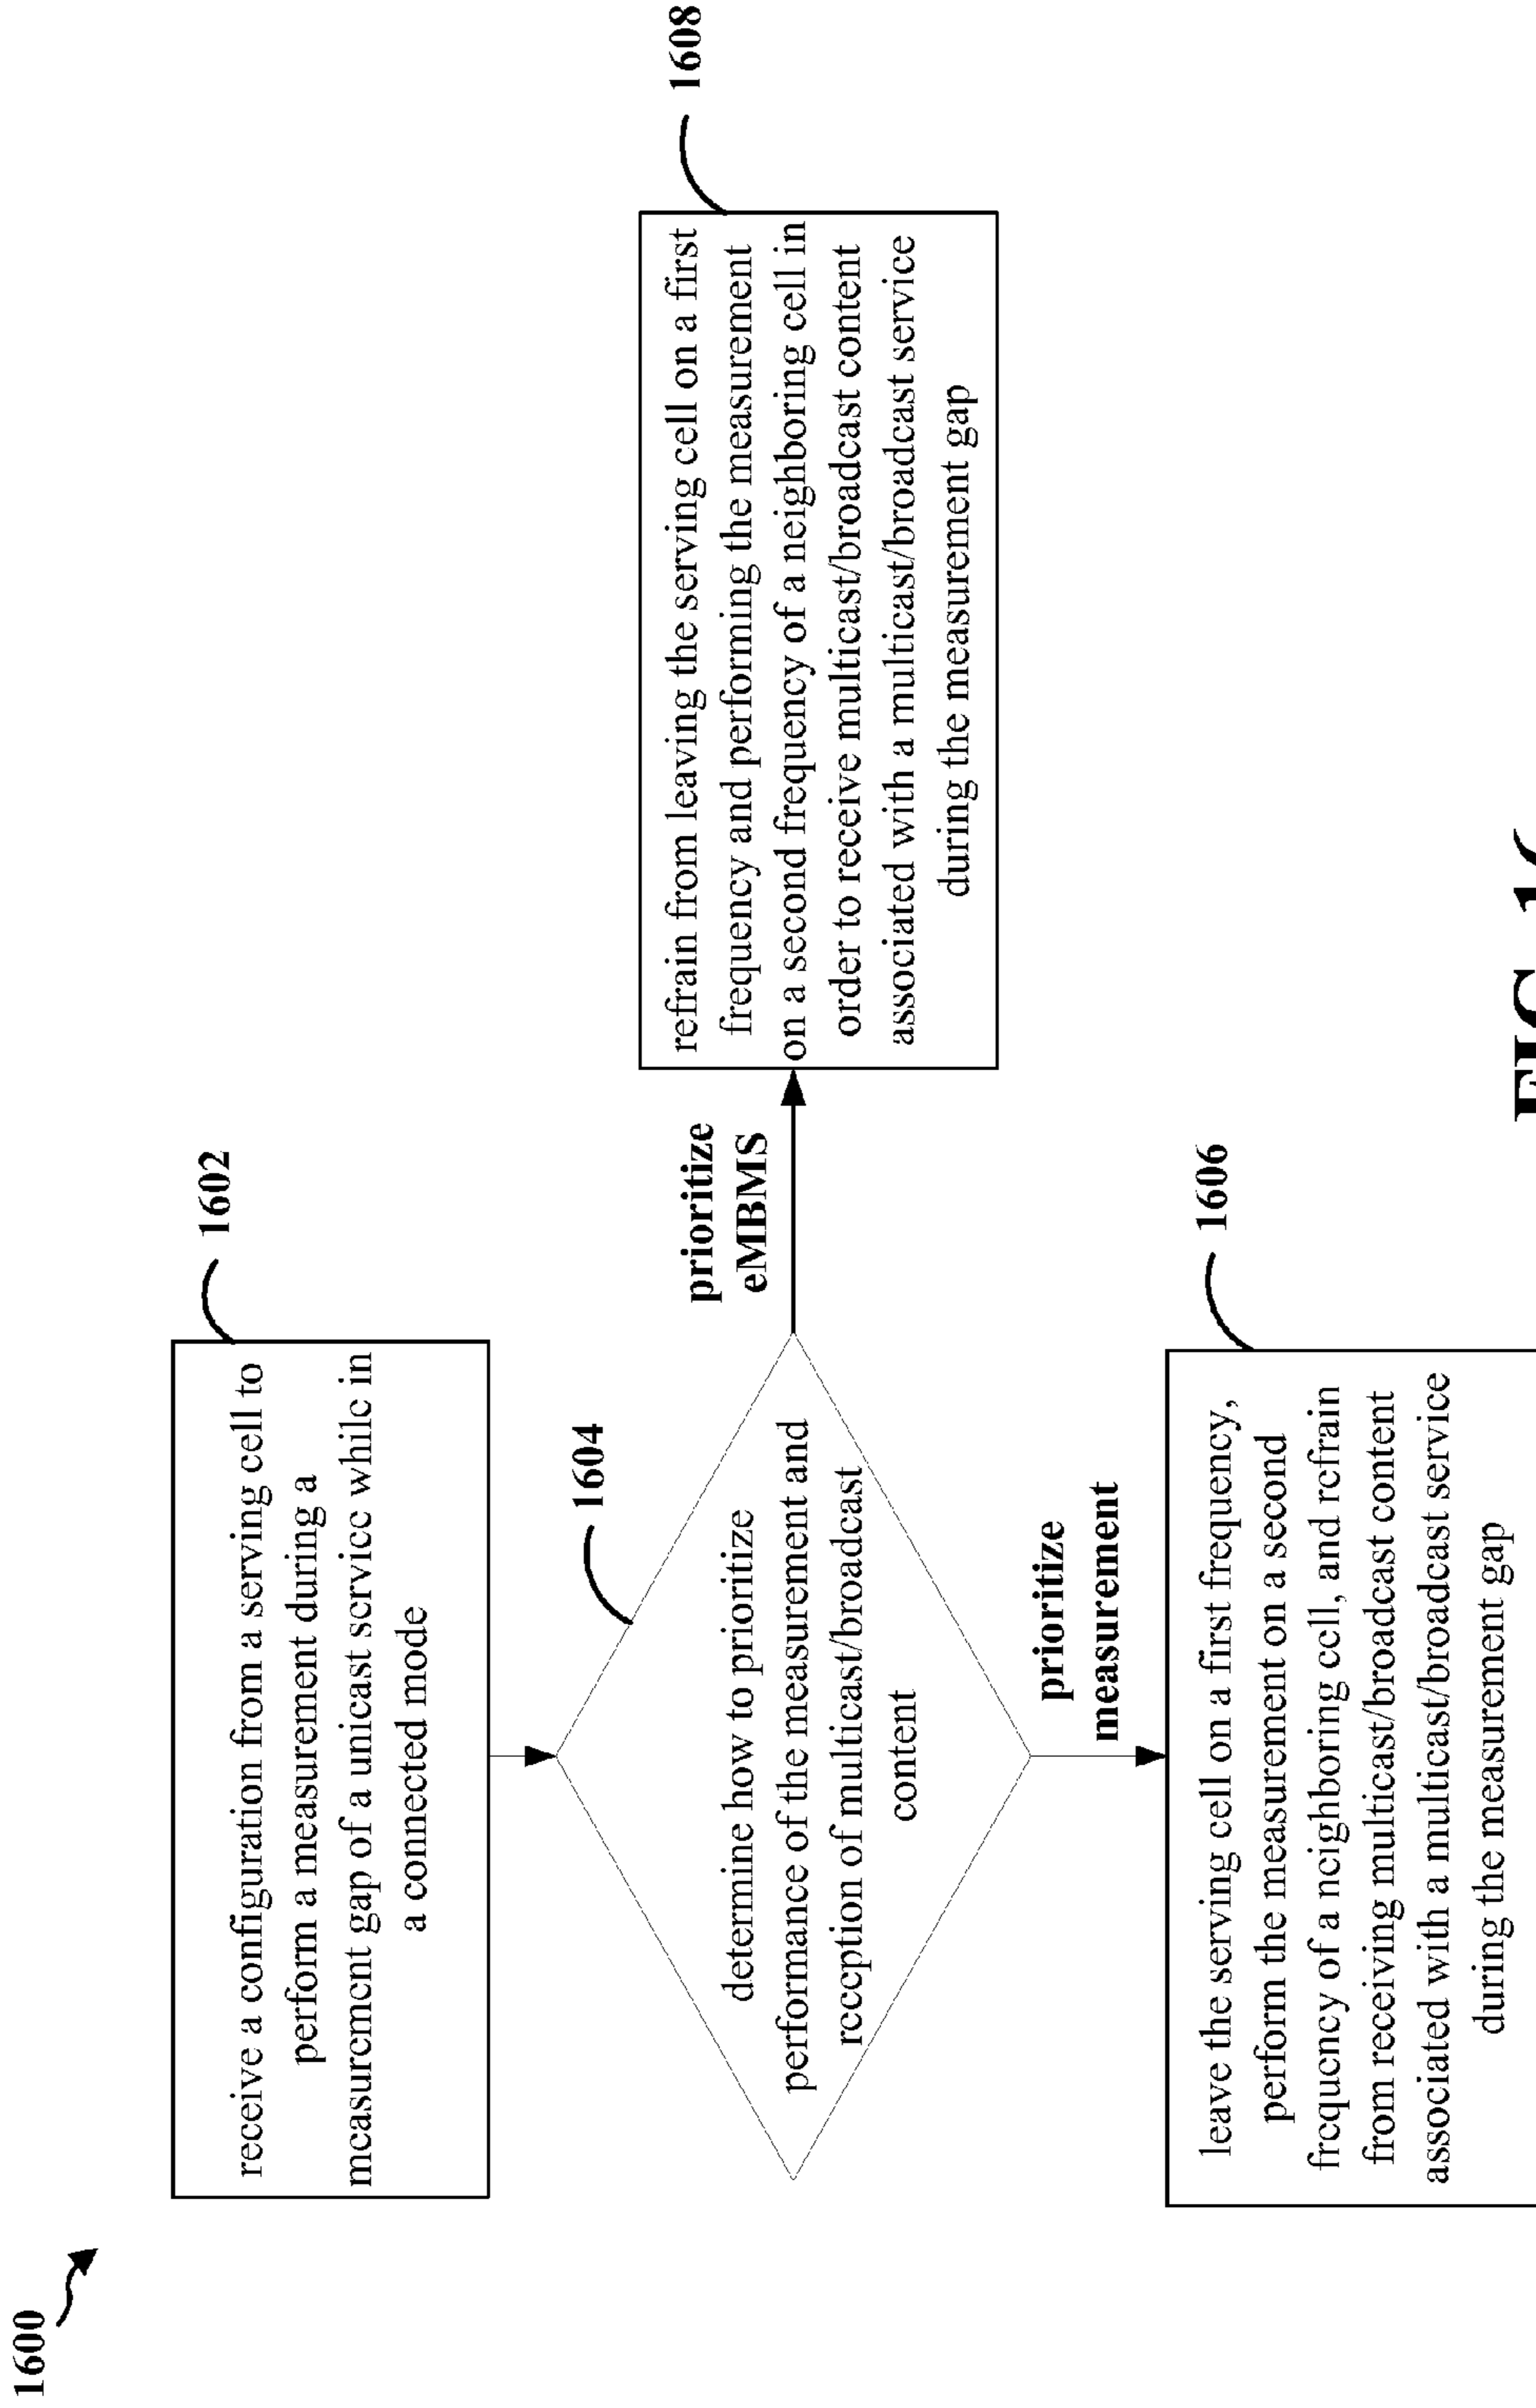 1600
1602
receive a configuration from a serving cell to
perform a measurement during a
measurement gap of a unicast service while in
a connected mode
1604
determine how to prioritize
performance of the measurement and
reception of multicast/broadcast
content
prioritize
eMBMS
1608
refrain from leaving the serving cell on a first
frequency and performing the measurement
on a second frequency of a neighboring cell in
order to receive multicast/broadcast content
associated with a multicast/broadcast service
during the measurement gap
prioritize
measurement
1606
leave the serving cell on a first frequency,
perform the measurement on a second
frequency of a neighboring cell, and refrain
from receiving multicast/broadcast content
associated with a multicast/broadcast service
during the measurement gap